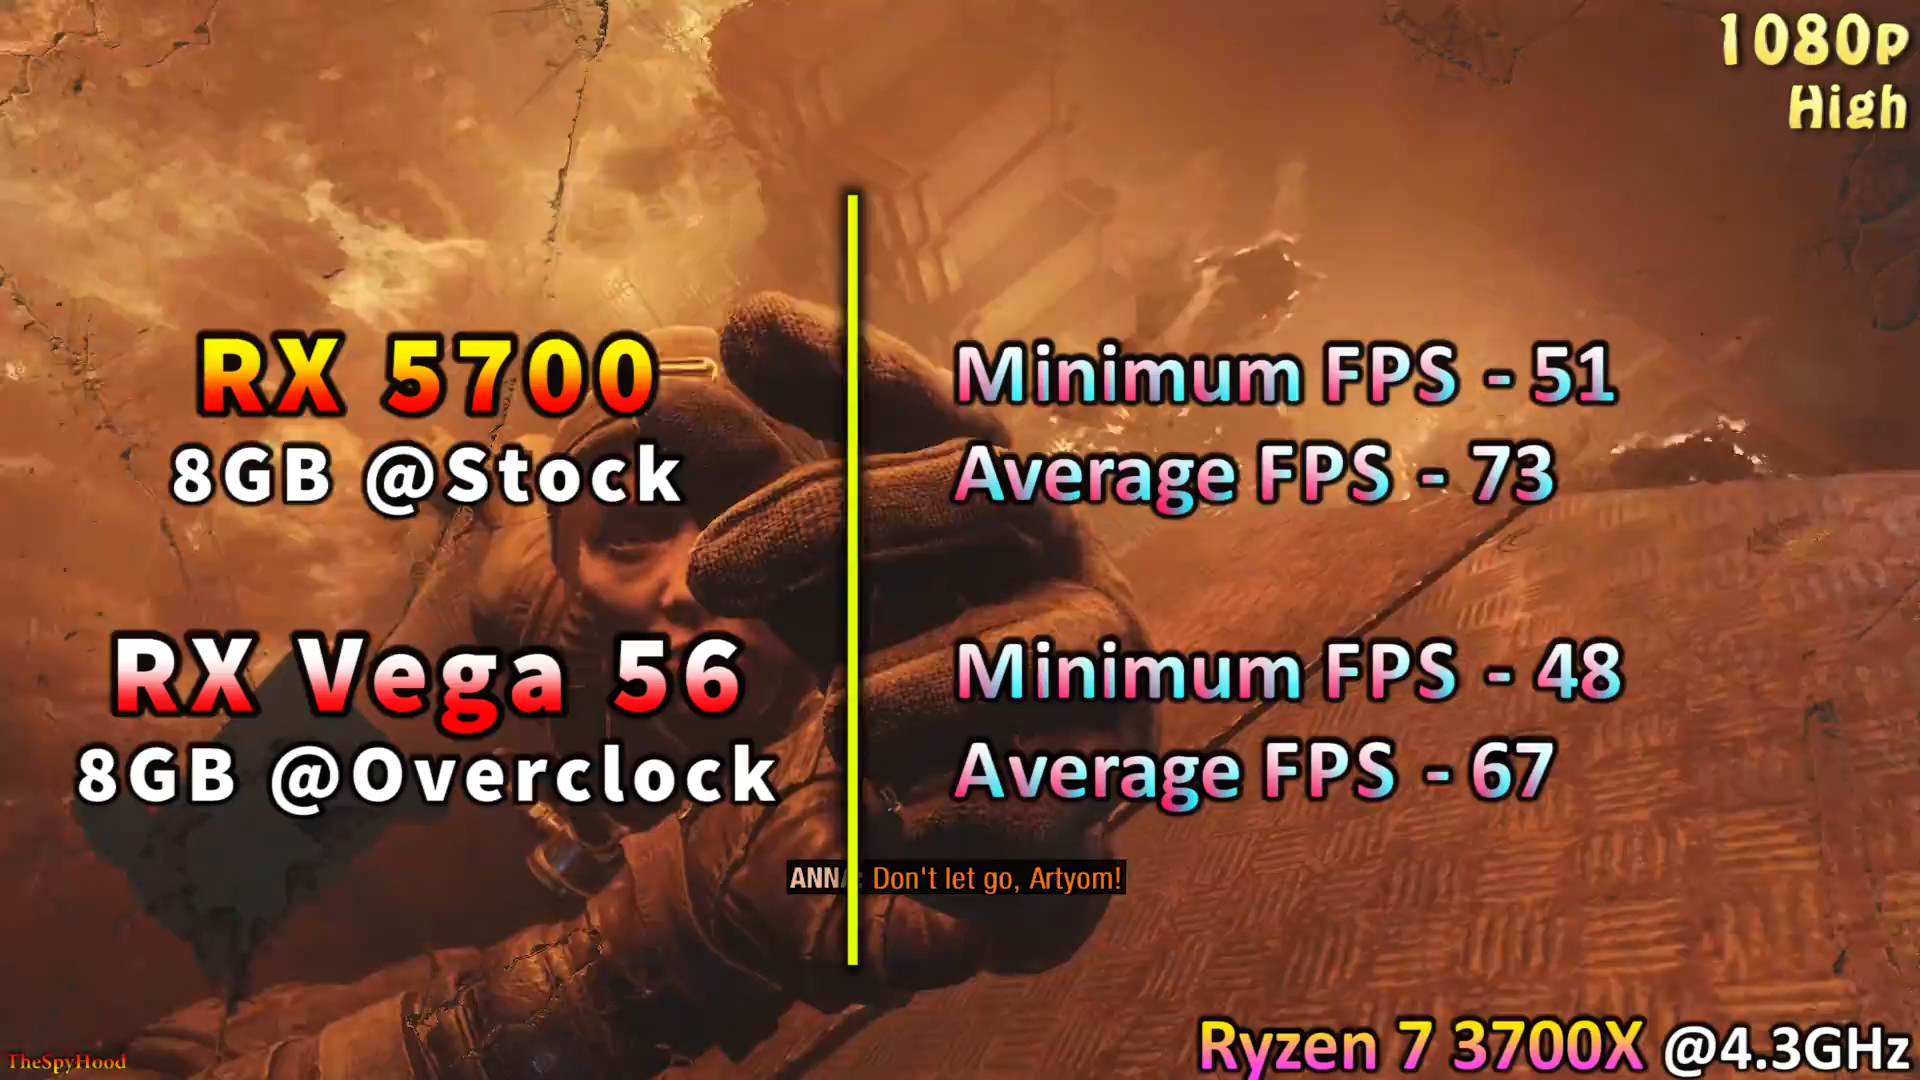 1080p
High
RX 5700
8GB @Stock
Minimum FPS - 51
Average FPS - 73
RX Vega 56
8GB @Overclock
Minimum FPS - 48
Average FPS - 67
ANNA: Don't let go, Artyom!
Ryzen 7 3700X @4.3GHz
TheSpyHood